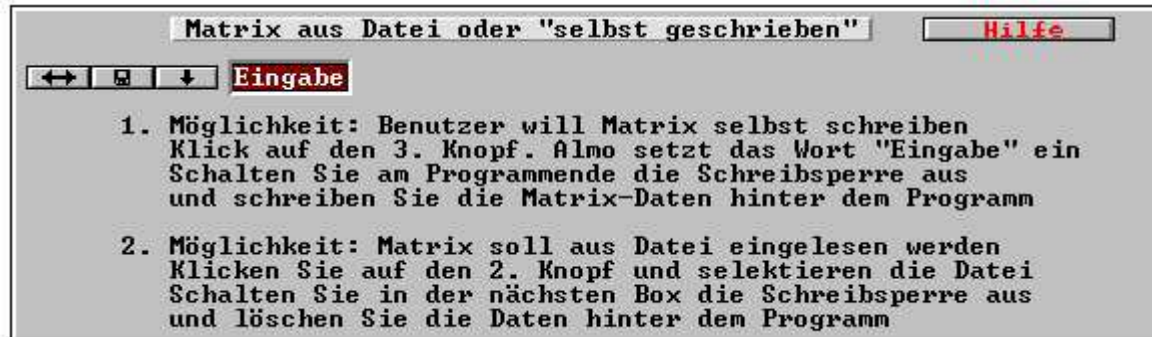 Matrix aus Datei oder "selbst geschrieben" Hilfe
Eingabe
1. Möglichkeit: Benutzer will Matrix selbst schreiben
Klick auf den 3. Knopf. Almo setzt das Wort "Eingabe" ein
Schalten Sie am Programmende die Schreibsperre aus
und schreiben Sie die Matrix-Daten hinter dem Programm
2. Möglichkeit: Matrix soll aus Datei eingelesen werden
Klicken Sie auf den 2. Knopf und selektieren die Datei
Schalten Sie in der nächsten Box die Schreibsperre aus
und löschen Sie die Daten hinter dem Programm